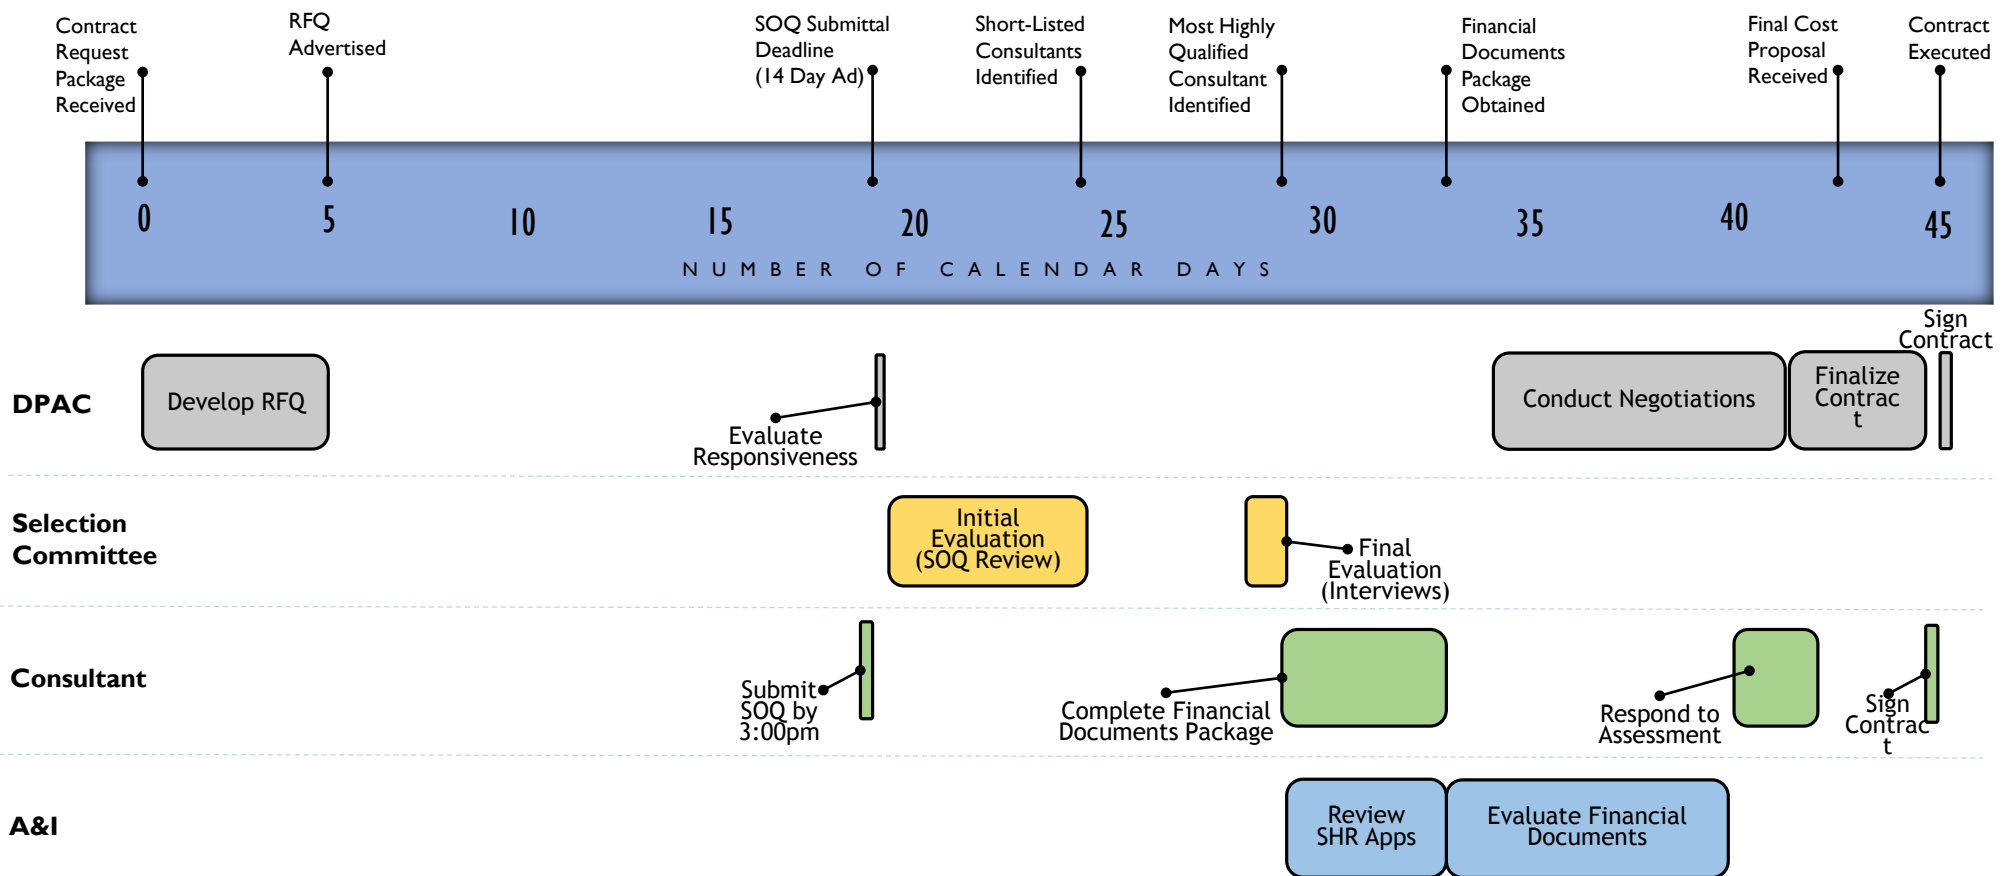 Contract
Request
Package
Received
RFQ
Advertised
SOQ Submittal
Deadline
(14 Day Ad)
Short-Listed
Consultants
Identified
Most Highly
Qualified
Consultant
Identified
Financial
Documents
Package
Obtained
Final Cost
Proposal
Received
Contract
Executed
0 5 10 15 20 25 30 35 40 45
NUMBER OF CALENDAR DAYS
DPAC
Develop RFQ
Evaluate
Responsiveness
Conduct Negotiations
Finalize
Contrac
t
Sign
Contract
Selection
Committee
Initial
Evaluation
(SOQ Review)
Final
Evaluation
(Interviews)
Consultant
Submit
SOQ by
3:00pm
Complete Financial
Documents Package
Respond to
Assessment
Sign
Contrac
t
A&I
Review
SHR Apps
Evaluate Financial
Documents